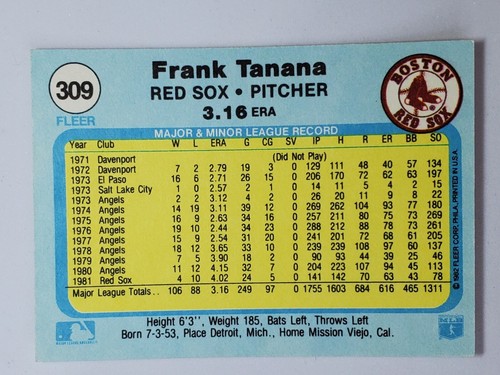 309
FLEER
Frank Tanana
RED SOX • PITCHER
3.16 ERA
BOSTON
RED SOX
MAJOR & MINOR LEAGUE RECORD
Year Club W L ERA G CG SV IP H R ER BB SO
1971 Davenport (Did Not Play)
1972 Davenport 7 2 2.79 19 3 0 129 111 48 40 57 134
1973 El Paso 16 6 2.71 26 15 0 206 170 72 62 63 197
1973 Salt Lake City 1 0 2.57 2 1 0 14 11 5 4 2 15
1973 Angels 2 2 3.12 4 2 0 26 20 11 9 8 22
1974 Angels 14 19 3.11 39 12 0 269 262 104 93 77 180
1975 Angels 16 9 2.63 34 16 0 257 211 80 75 73 269
1976 Angels 19 10 2.44 34 23 0 288 212 88 78 73 261
1977 Angels 15 9 2.54 31 20 0 241 201 72 68 61 205
1978 Angels 18 12 3.65 33 10 0 239 239 108 97 60 137
1979 Angels 7 5 3.90 18 2 0 90 93 44 39 25 46
1980 Angels 11 12 4.15 32 7 0 204 223 107 94 45 113
1981 Red Sox 4 10 4.02 24 5 0 141 142 70 63 43 78
Major League Totals . . 106 88 3.16 249 97 0 1755 1603 684 616 465 1311
© 1982 FLEER CORP. PHILA. PRINTED IN U.S.A.
Height 6'3'', Weight 185, Bats Left, Throws Left
Born 7-3-53, Place Detroit, Mich., Home Mission Viejo, Cal.